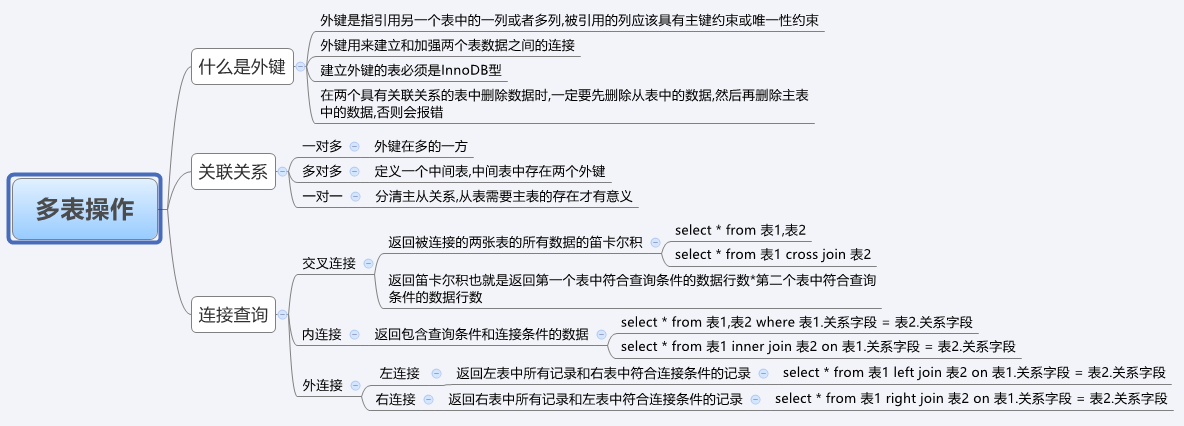 多表操作
什么是外键
外键是指引用另一个表中的一列或者多列,被引用的列应该具有主键约束或唯一性约束
外键用来建立和加强两个表数据之间的连接
建立外键的表必须是InnoDB型
在两个具有关联关系的表中删除数据时,一定要先删除从表中的数据,然后再删除主表
中的数据,否则会报错
关联关系
一对多
外键在多的一方
多对多
定义一个中间表,中间表中存在两个外键
一对一
分清主从关系,从表需要主表的存在才有意义
连接查询
交叉连接
返回被连接的两张表的所有数据的笛卡尔积
select * from 表1,表2
select * from 表1 cross join 表2
返回笛卡尔积也就是返回第一个表中符合查询条件的数据行数*第二个表中符合查询
条件的数据行数
内连接
返回包含查询条件和连接条件的数据
select * from 表1,表2 where 表1.关系字段 = 表2.关系字段
select * from 表1 inner join 表2 on 表1.关系字段 = 表2.关系字段
外连接
左连接
返回左表中所有记录和右表中符合连接条件的记录
select * from 表1 left join 表2 on 表1.关系字段 = 表2.关系字段
右连接
返回右表中所有记录和左表中符合连接条件的记录
select * from 表1 right join 表2 on 表1.关系字段 = 表2.关系字段